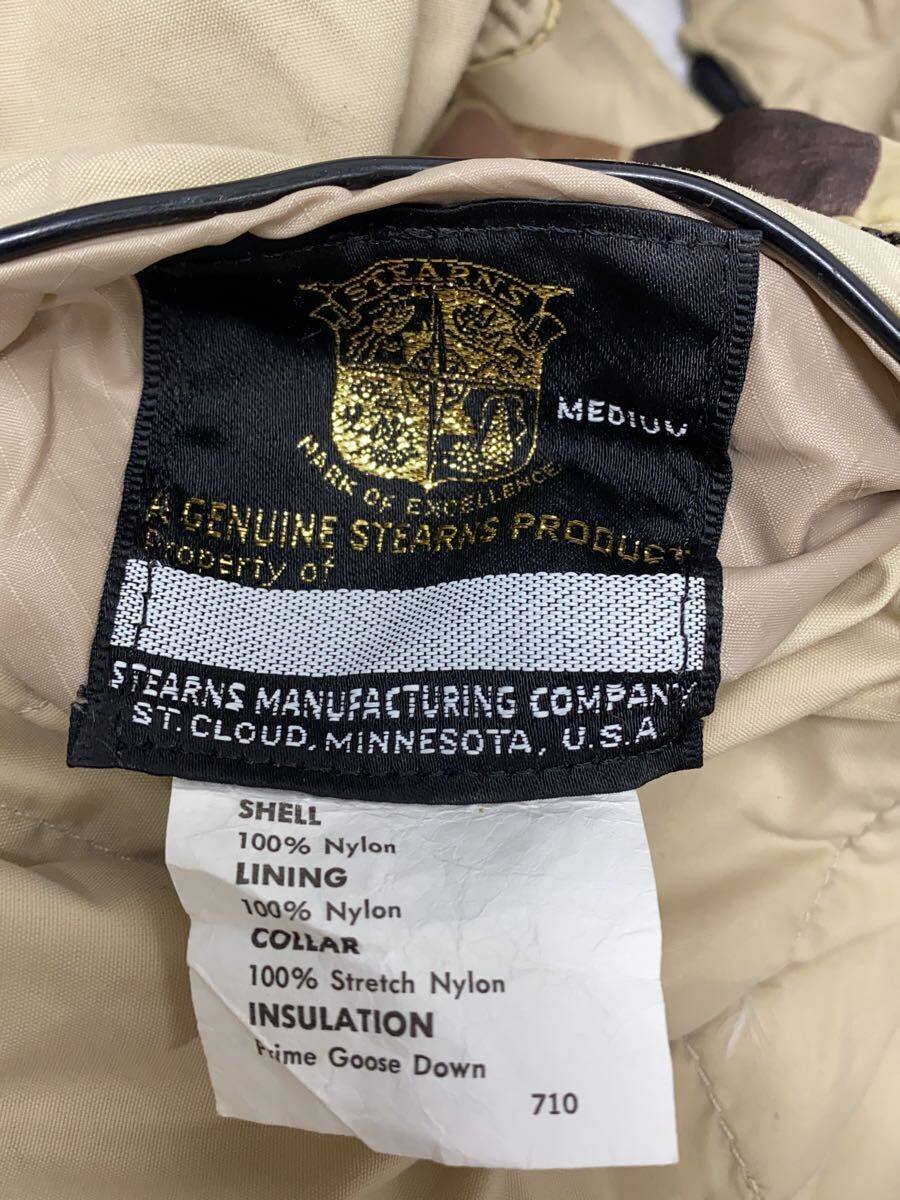 STEARNS
MEDIUM
MARK OF EXCELLENCE
A GENUINE STEARNS PRODUCT
Property of
STEARNS MANUFACTURING COMPANY
ST. CLOUD, MINNESOTA, U.S.A.
SHELL
100% Nylon
LINING
100% Nylon
COLLAR
100% Stretch Nylon
INSULATION
Prime Goose Down
710